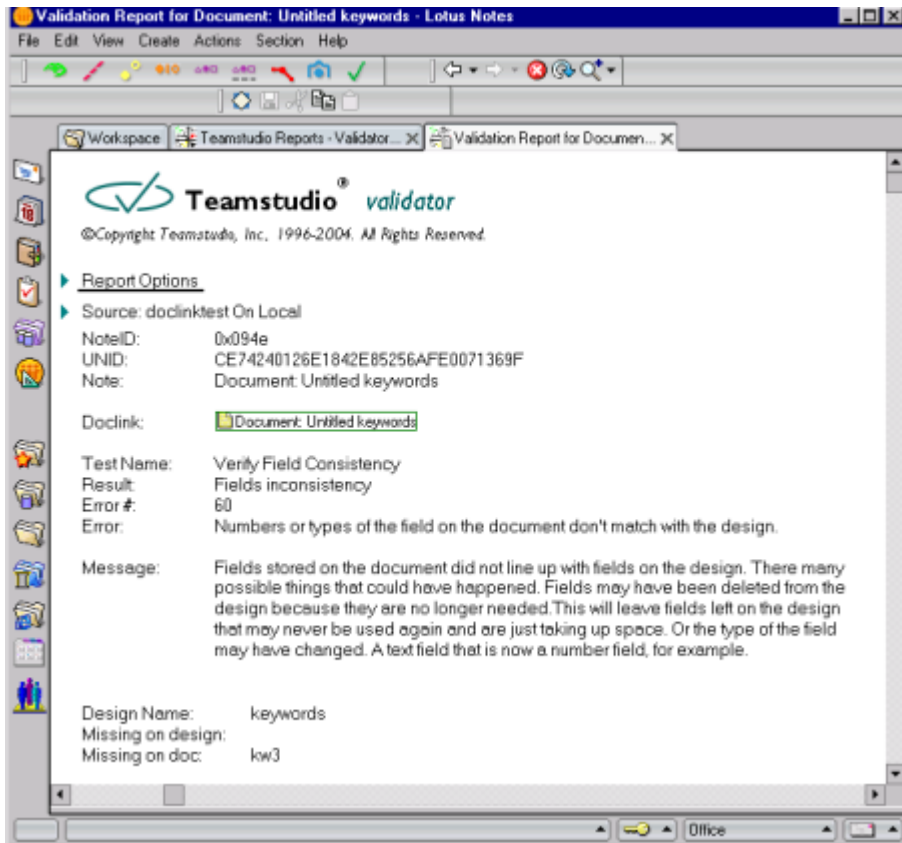 Validation Report for Document: Untitled keywords - Lotus Notes
File Edit View Create Actions Section Help
Workspace Teamstudio Reports - Validator... Validation Report for Documen...
Teamstudio® validator
©Copyright Teamstudio, Inc, 1996-2004. All Rights Reserved.
Report Options
Source: doclinktest On Local
NoteID: 0x094e
UNID: CE74240126E1842E85256AFE0071369F
Note: Document: Untitled keywords
Doclink: Document: Untitled keywords
Test Name: Verify Field Consistency
Result: Fields inconsistency
Error #: 60
Error: Numbers or types of the field on the document don't match with the design.
Message: Fields stored on the document did not line up with fields on the design. There many
possible things that could have happened. Fields may have been deleted from the
design because they are no longer needed.This will leave fields left on the design
that may never be used again and are just taking up space. Or the type of the field
may have changed. A text field that is now a number field, for example.
Design Name: keywords
Missing on design:
Missing on doc: kw3
Office